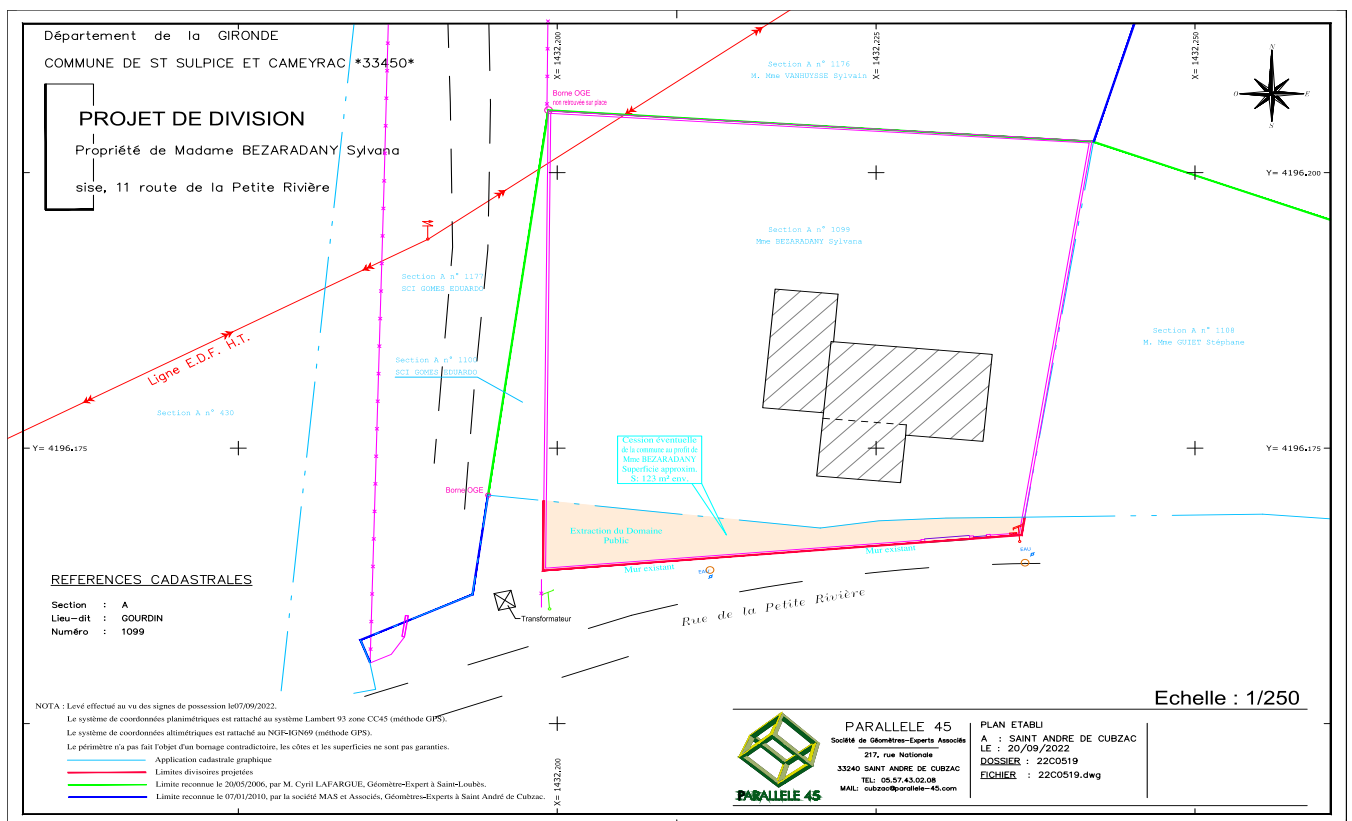 Département de la GIRONDE
COMMUNE DE ST SULPICE ET CAMEYRAC *33450*
PROJET DE DIVISION
Propriété de Madame BEZARADANY Sylvana
sise, 11 route de la Petite Rivière
X= 1432.200
X= 1432.225
X= 1432.250
Section A n° 1176
M. Mme VANHUYSSE Sylvain
Borne OGE
non retrouvée sur place
N
O
E
S
Y= 4196.200
Y= 4196.200
Section A n° 1099
Mme BEZARADANY Sylvana
Section A n° 1177
SCI GOMES EDUARDO
Section A n° 1188
M. Mme GUIET Stéphane
Ligne E.D.F. H.T.
Section A n° 1100
SCI GOMES EDUARDO
Section A n° 430
Y= 4196.175
Y= 4196.175
Cession éventuelle
de la commune au profit de
Mme BEZARADANY
Superficie approxim.
S: 123 m² env.
Borne OGE
Extraction du Domaine
Public
Mur existant
Mur existant
EAU
EAU
Rue de la Petite Rivière
Transformateur
REFERENCES CADASTRALES
Section : A
Lieu-dit : GOURDIN
Numéro : 1099
NOTA : Levé effectué au vu des signes de possession le07/09/2022.
Le système de coordonnées planimétriques est rattaché au système Lambert 93 zone CC45 (méthode GPS).
Le système de coordonnées altimétriques est rattaché au NGF-IGN69 (méthode GPS).
Le périmètre n'a pas fait l'objet d'un bornage contradictoire, les côtes et les superficies ne sont pas garanties.
Application cadastrale graphique
Limites divisoires projetées
Limite reconnue le 20/05/2006, par M. Cyril LAFARGUE, Géomètre-Expert à Saint-Loubès.
Limite reconnue le 07/01/2010, par la société MAS et Associés, Géomètres-Experts à Saint André de Cubzac.
X= 1432.200
Echelle : 1/250
PARALLELE 45
PARALLELE 45
Société de Géomètres-Experts Associés
217, rue Nationale
33240 SAINT ANDRE DE CUBZAC
TEL: 05.57.43.02.08
MAIL: cubzac@parallele-45.com
PLAN ETABLI
A : SAINT ANDRE DE CUBZAC
LE : 20/09/2022
DOSSIER : 22C0519
FICHIER : 22C0519.dwg